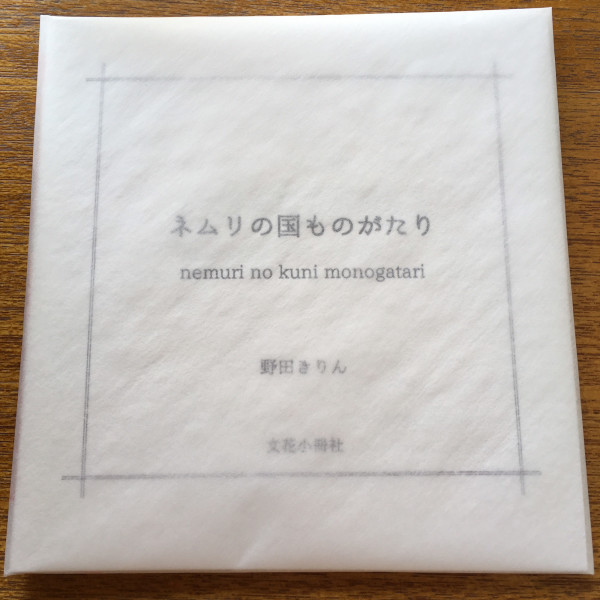 ネムリの国ものがたり
nemuri no kuni monogatari
野田きりん
文花小冊社